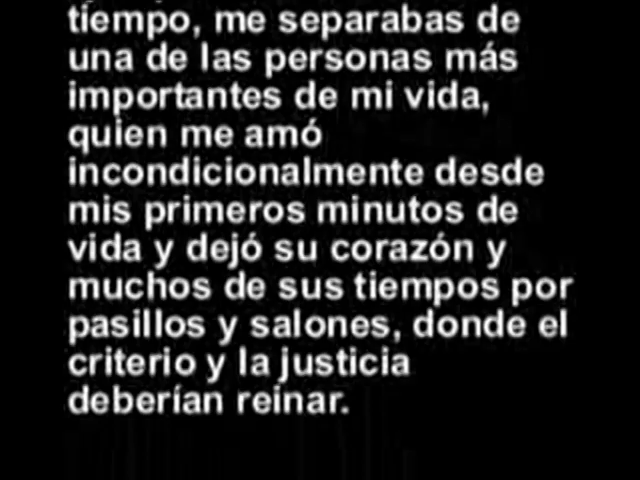 tiempo, me separabas de
una de las personas más
importantes de mi vida,
quien me amó
incondicionalmente desde
mis primeros minutos de
vida y dejó su corazón y
muchos de sus tiempos por
pasillos y salones, donde el
criterio y la justicia
deberían reinar.